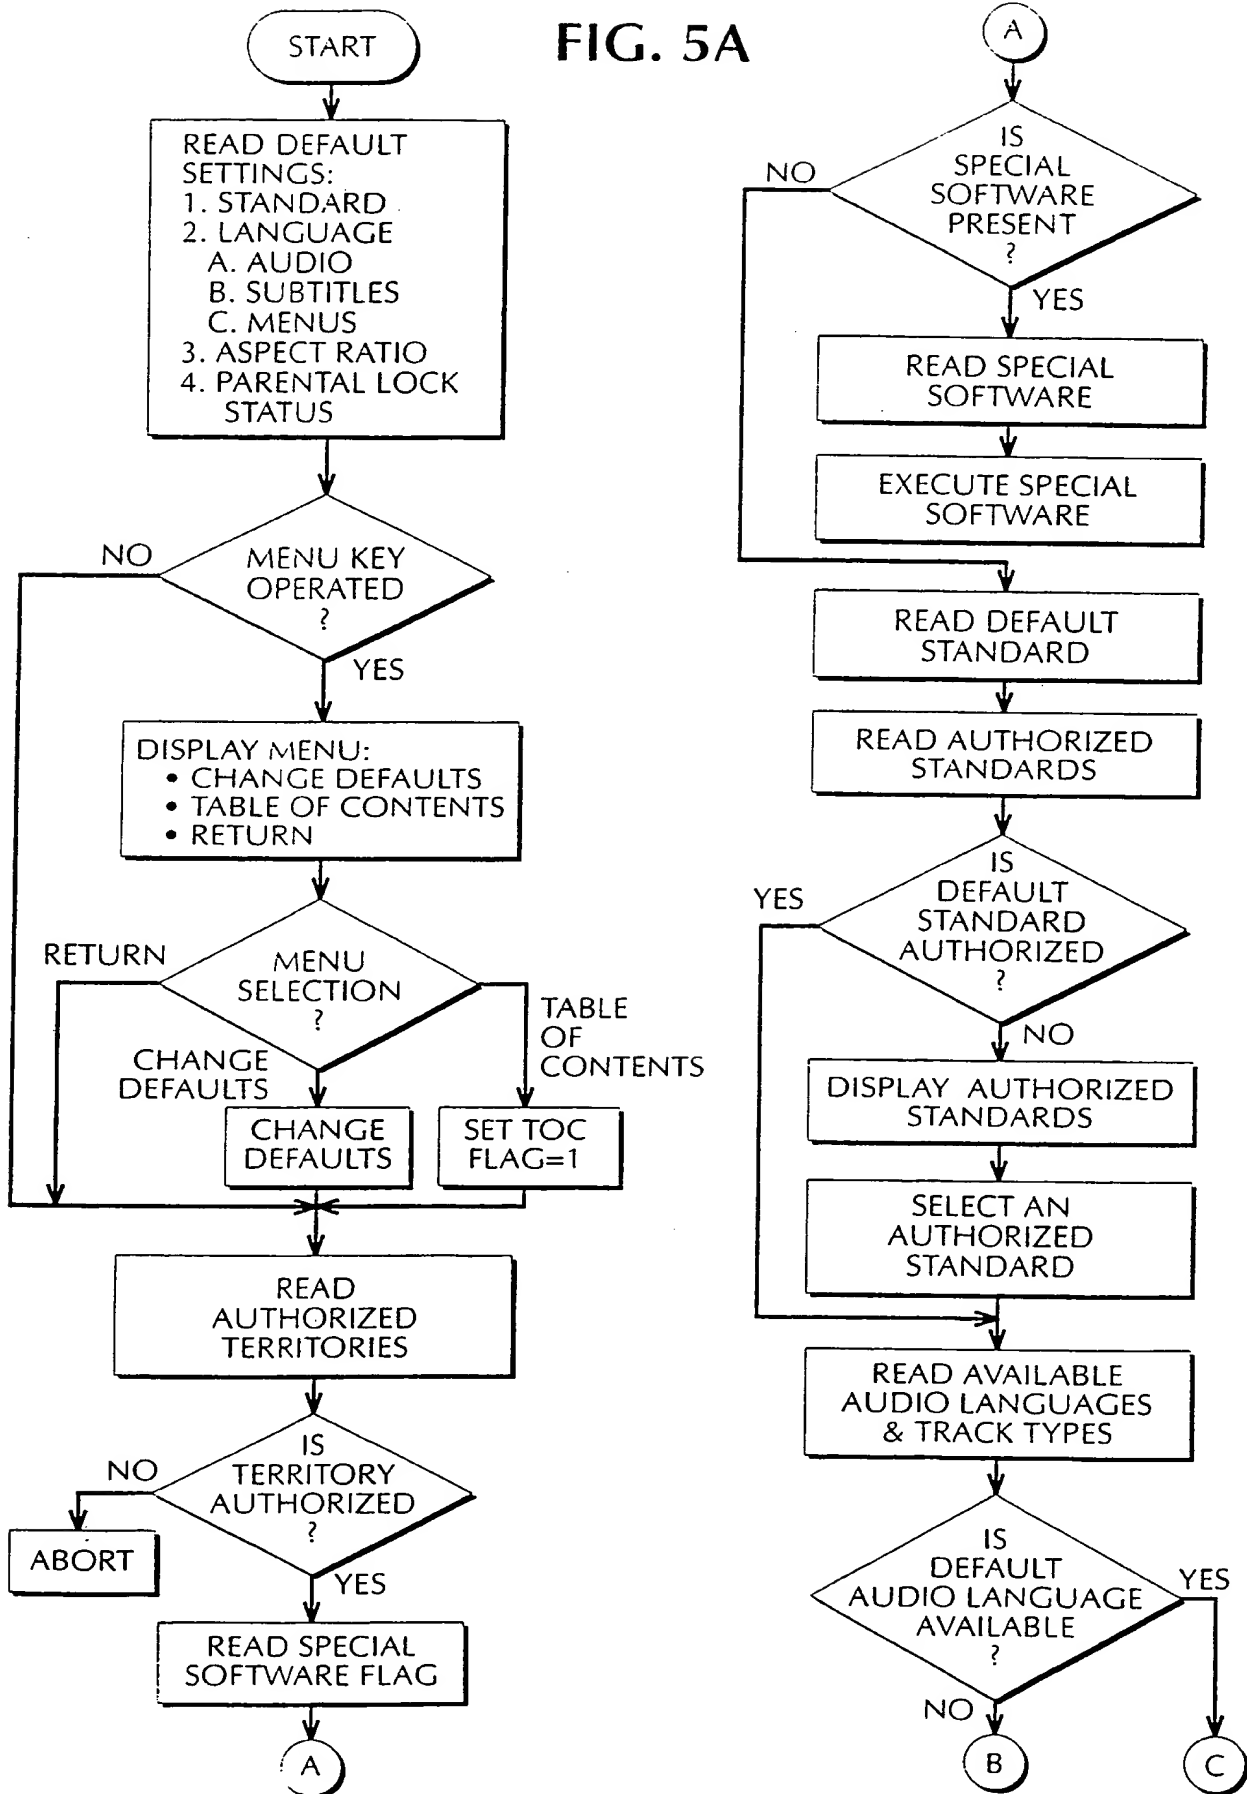 FIG. 5A
START
READ DEFAULT
SETTINGS:
1. STANDARD
2. LANGUAGE
A. AUDIO
B. SUBTITLES
C. MENUS
3. ASPECT RATIO
4. PARENTAL LOCK
STATUS
MENU KEY
OPERATED
?
NO
YES
DISPLAY MENU:
• CHANGE DEFAULTS
• TABLE OF CONTENTS
• RETURN
MENU
SELECTION
?
RETURN
CHANGE
DEFAULTS
TABLE
OF
CONTENTS
CHANGE
DEFAULTS
SET TOC
FLAG=1
READ
AUTHORIZED
TERRITORIES
IS
TERRITORY
AUTHORIZED
?
NO
ABORT
YES
READ SPECIAL
SOFTWARE FLAG
A
A
IS
SPECIAL
SOFTWARE
PRESENT
?
NO
YES
READ SPECIAL
SOFTWARE
EXECUTE SPECIAL
SOFTWARE
READ DEFAULT
STANDARD
READ AUTHORIZED
STANDARDS
IS
DEFAULT
STANDARD
AUTHORIZED
?
YES
NO
DISPLAY AUTHORIZED
STANDARDS
SELECT AN
AUTHORIZED
STANDARD
READ AVAILABLE
AUDIO LANGUAGES
& TRACK TYPES
IS
DEFAULT
AUDIO LANGUAGE
AVAILABLE
?
YES
NO
B
C